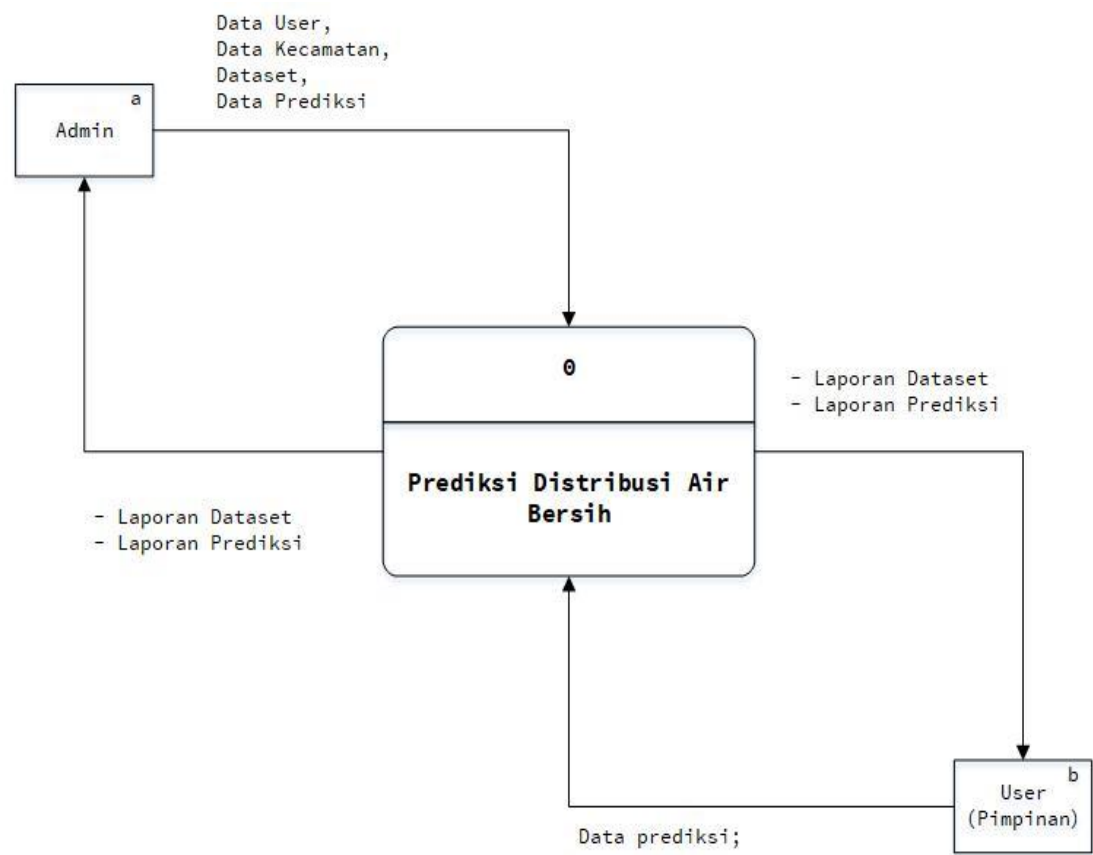 Data User,
Data Kecamatan,
Dataset,
Data Prediksi
a
Admin
0
Prediksi Distribusi Air
Bersih
- Laporan Dataset
- Laporan Prediksi
- Laporan Dataset
- Laporan Prediksi
b
User
(Pimpinan)
Data prediksi;